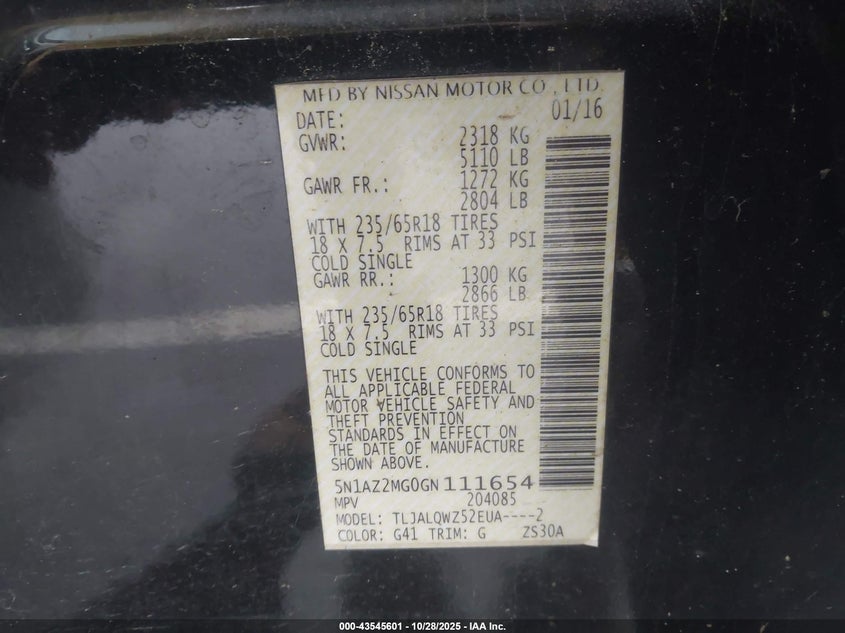 MFD BY NISSAN MOTOR CO., LTD.
DATE: 01/16
GVWR: 2318 KG
5110 LB
GAWR FR.: 1272 KG
2804 LB
WITH 235/65R18 TIRES
18 X 7.5 RIMS AT 33 PSI
COLD SINGLE
GAWR RR.: 1300 KG
2866 LB
WITH 235/65R18 TIRES
18 X 7.5 RIMS AT 33 PSI
COLD SINGLE
THIS VEHICLE CONFORMS TO
ALL APPLICABLE FEDERAL
MOTOR VEHICLE SAFETY AND
THEFT PREVENTION
STANDARDS IN EFFECT ON
THE DATE OF MANUFACTURE
SHOWN ABOVE.
5N1AZ2MG0GN111654
MPV 204085
MODEL: TLJALQWZ52EUA----2
COLOR: G41 TRIM: G ZS30A
000-43545601 - 10/28/2025 - IAA Inc.